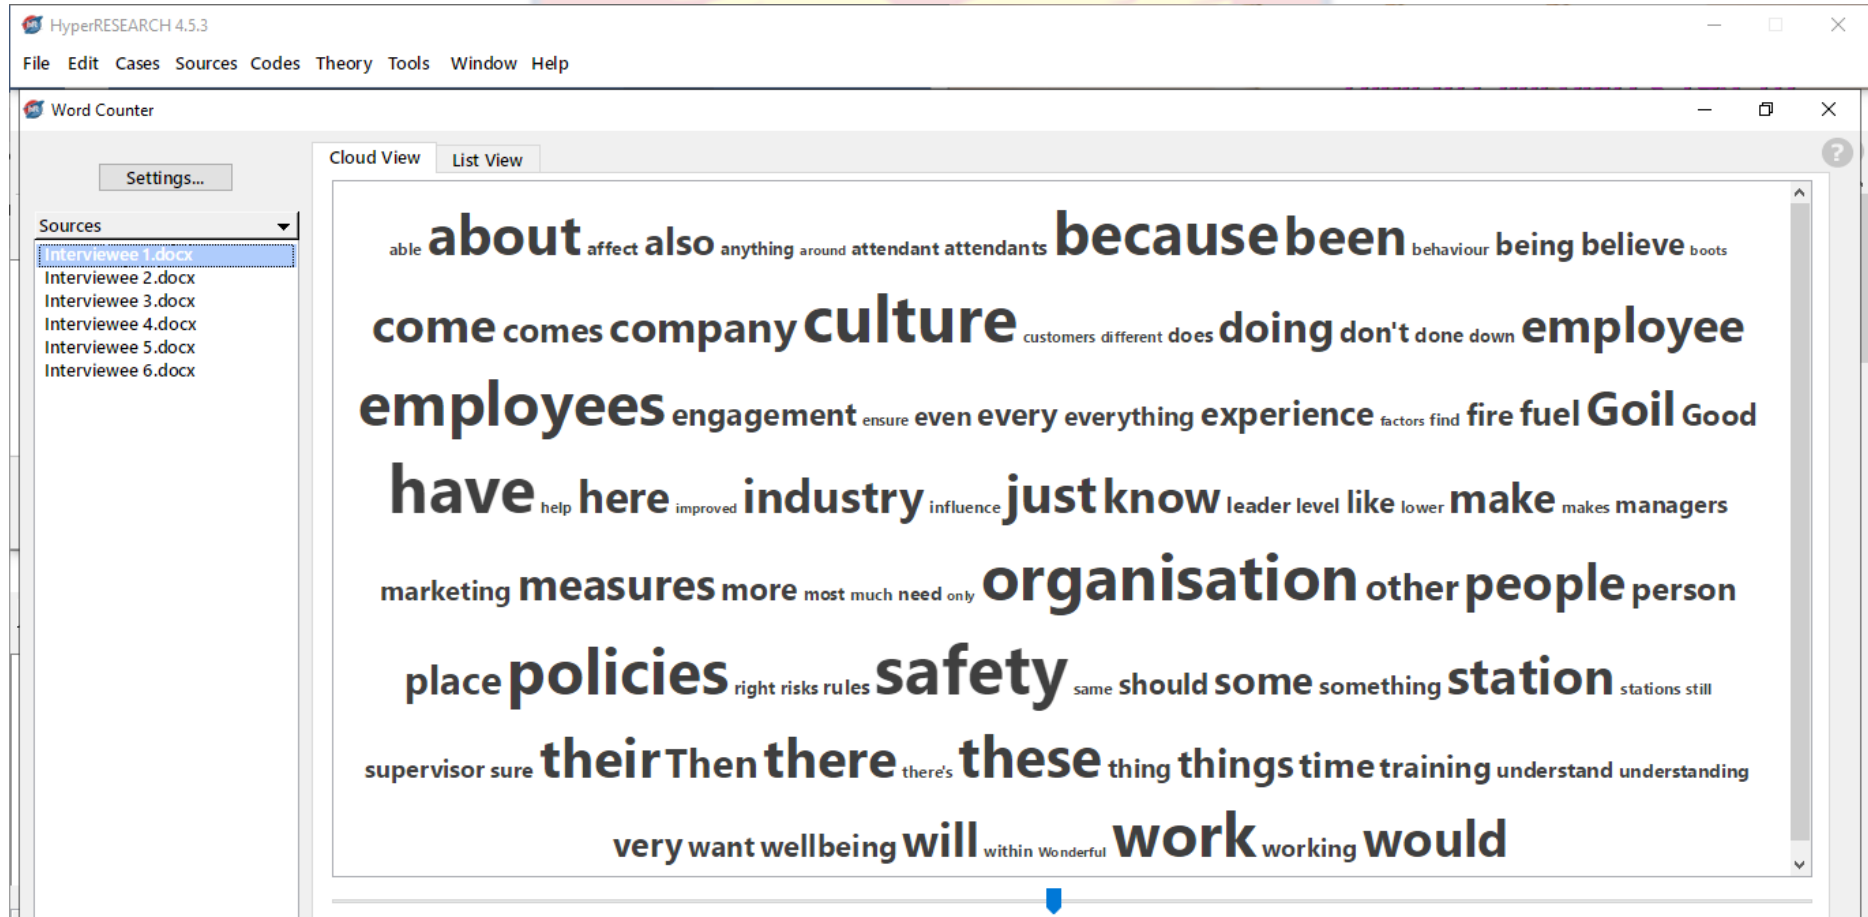 HyperRESEARCH 4.5.3
File Edit Cases Sources Codes Theory Tools Window Help
Word Counter
Settings...
Cloud View List View
Sources
Interviewee 1.docx
Interviewee 2.docx
Interviewee 3.docx
Interviewee 4.docx
Interviewee 5.docx
Interviewee 6.docx
able about affect also anything around attendant attendants because been behaviour being believe boots
come comes company culture customers different does doing don't done down employee
employees engagement ensure even every everything experience factors find fire fuel Goil Good
have help here improved industry influence just know leader level like lower make makes managers
marketing measures more most much need only organisation other people person
place policies right risks rules safety same should some something station stations still
supervisor sure their Then there there's these thing things time training understand understanding
very want wellbeing will within Wonderful work working would
?